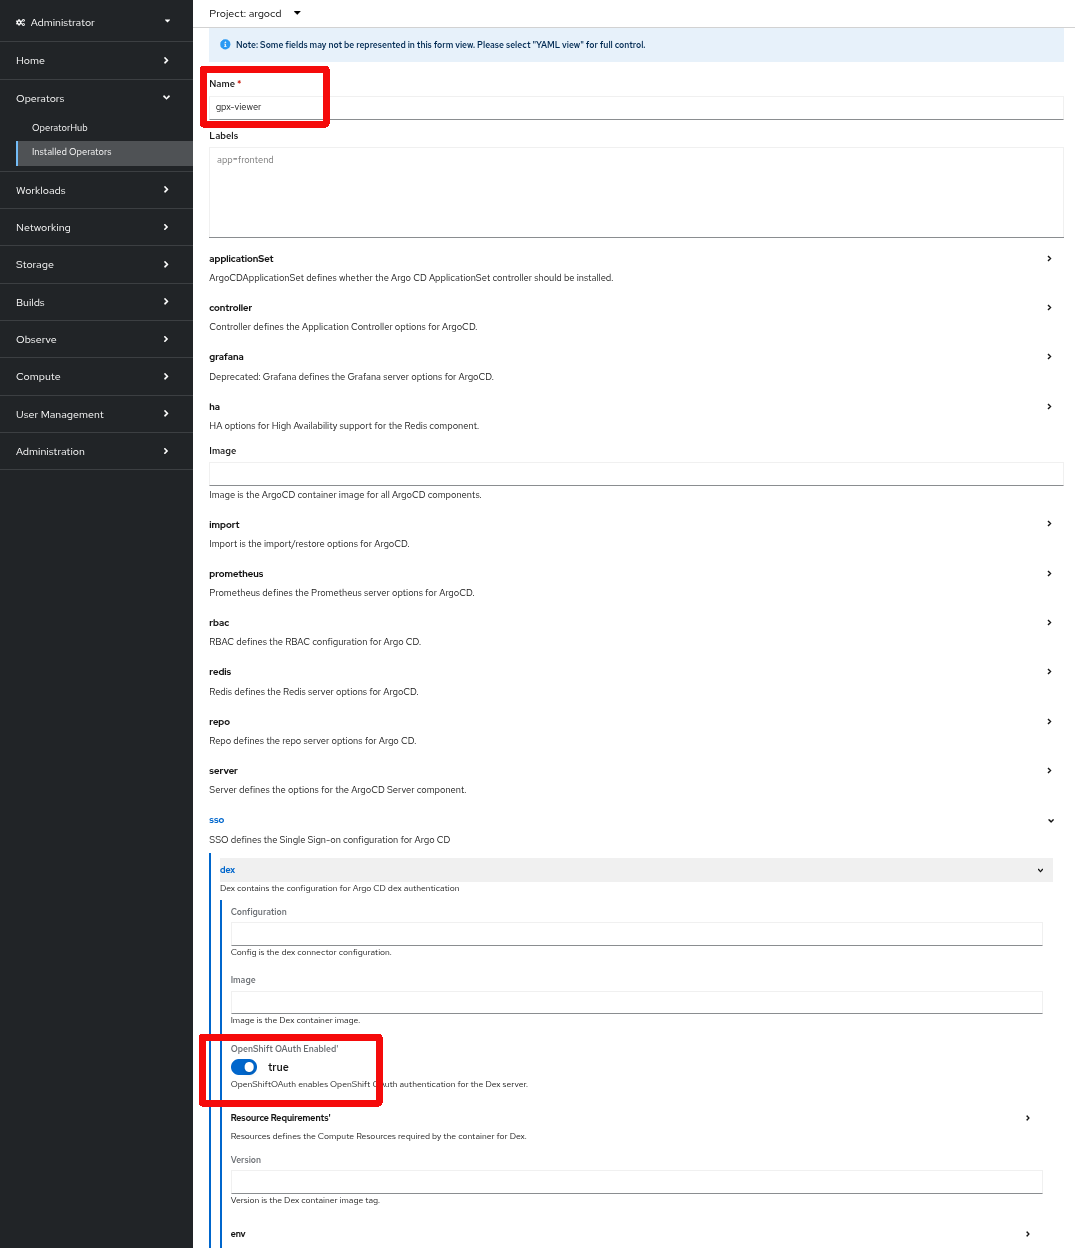 Administrator
Home
Operators
OperatorHub
Installed Operators
Workloads
Networking
Storage
Builds
Observe
Compute
User Management
Administration
Project: argocd
Note: Some fields may not be represented in this form view. Please select "YAML view" for full control.
Name *
gpx-viewer
Labels
app=frontend
applicationSet
ArgoCDApplicationSet defines whether the Argo CD ApplicationSet controller should be installed.
controller
Controller defines the Application Controller options for ArgoCD.
grafana
Deprecated: Grafana defines the Grafana server options for ArgoCD.
ha
HA options for High Availability support for the Redis component.
Image
Image is the ArgoCD container image for all ArgoCD components.
import
Import is the import/restore options for ArgoCD.
prometheus
Prometheus defines the Prometheus server options for ArgoCD.
rbac
RBAC defines the RBAC configuration for Argo CD.
redis
Redis defines the Redis server options for ArgoCD.
repo
Repo defines the repo server options for Argo CD.
server
Server defines the options for the ArgoCD Server component.
sso
SSO defines the Single Sign-on configuration for Argo CD
dex
Dex contains the configuration for Argo CD dex authentication
Configuration
Config is the dex connector configuration.
Image
Image is the Dex container image.
OpenShift OAuth Enabled'
true
OpenShiftOAuth enables OpenShift OAuth authentication for the Dex server.
Resource Requirements'
Resources defines the Compute Resources required by the container for Dex.
Version
Version is the Dex container image tag.
env